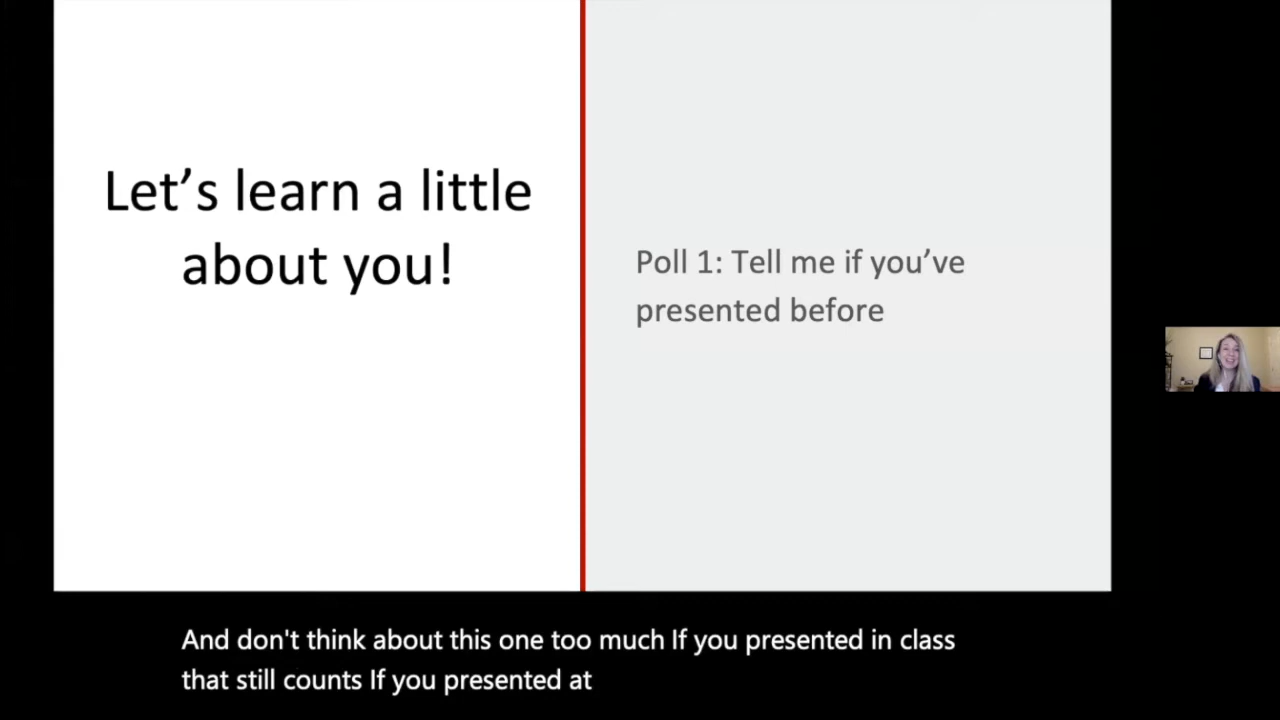 Let’s learn a little
about you!
Poll 1: Tell me if you’ve
presented before
And don't think about this one too much If you presented in class
that still counts If you presented at